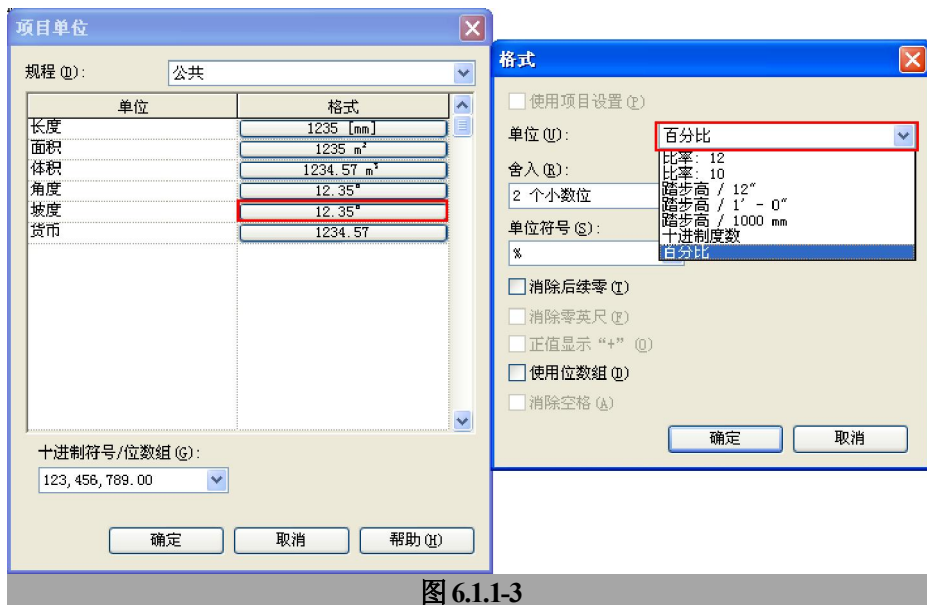 项目单位
规程(D):
公共
单位 格式
长度 1235 [mm]
面积 1235 m²
体积 1234.57 m³
角度 12.35°
坡度 12.35°
货币 1234.57
十进制符号/位数组(G):
123,456,789.00
确定 取消 帮助(H)
格式
使用项目设置(P)
单位(U): 百分比
比率: 12
比率: 10
踏步高 / 12″
踏步高 / 1′ - 0″
踏步高 / 1000 mm
十进制度数
百分比
舍入(R):
2 个小数位
单位符号(S):
%
消除后续零(T)
消除零英尺(F)
正值显示“+” (O)
使用位数组(D)
消除空格(A)
确定 取消
图 6.1.1-3